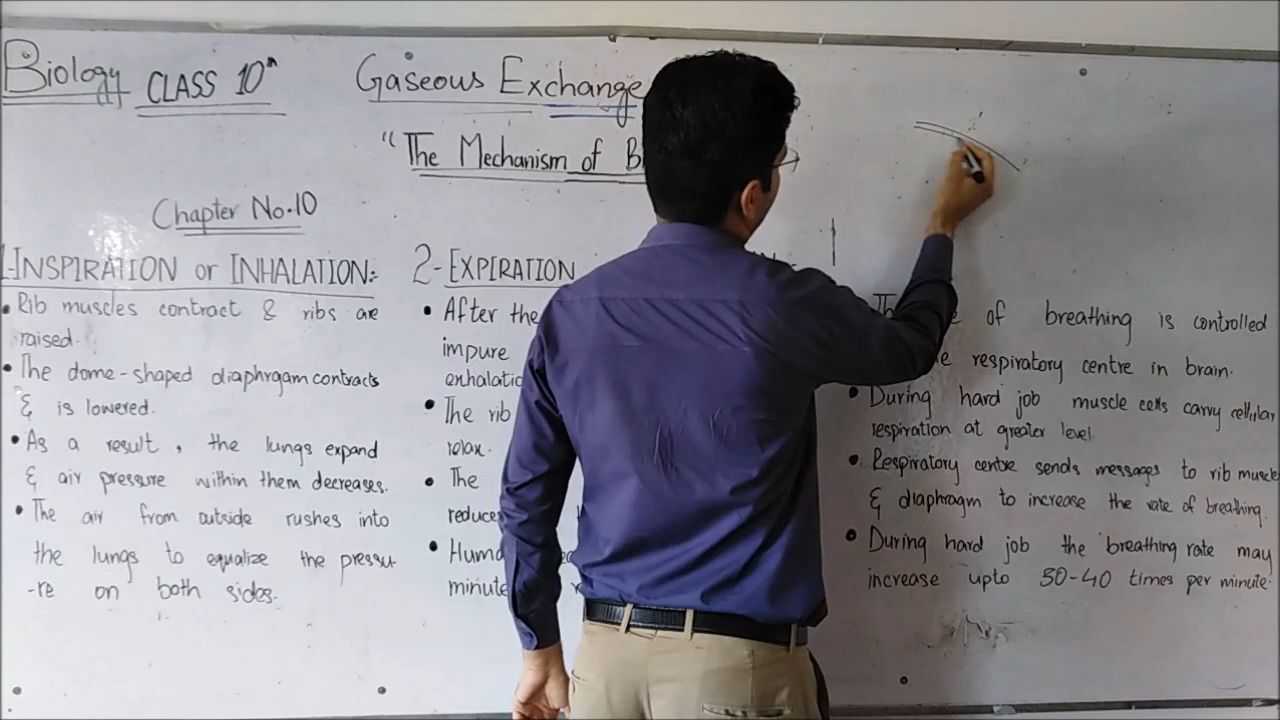 Biology CLASS 10th
Gaseous Exchange
"The Mechanism of B
Chapter No.10
1-INSPIRATION or INHALATION:-
• Rib muscles contract & ribs are
raised.
• The dome-shaped diaphrgam contracts
& is lowered.
• As a result, the lungs expand
& air pressure within them decreases.
• The air from outside rushes into
the lungs to equalize the pressu
-re on both sides.
2-EXPIRATION
• After the
impure
exhalatio
• The rib
relax.
• The
reduce
• Huma
minute
of breathing is controlled
respiratory centre in brain.
• During hard job muscle cells carry cellular
respiration at greater level.
• Respiratory centre sends messages to rib muscle
& diaphragm to increase the rate of breathing.
• During hard job the breathing rate may
increase upto 30-40 times per minute.